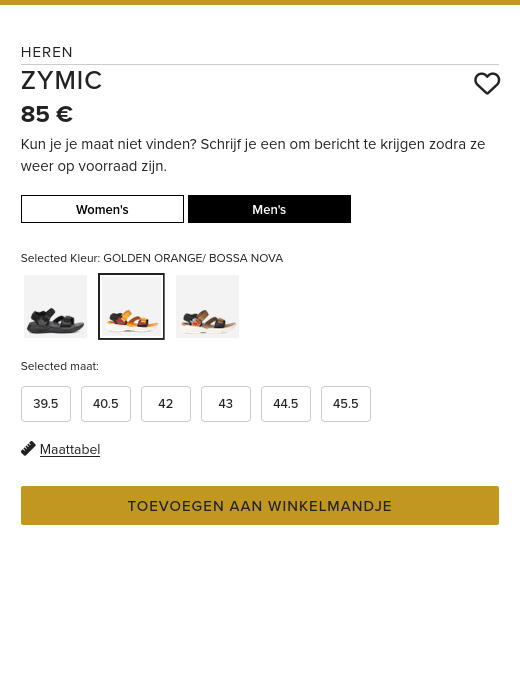 HEREN
ZYMIC
85 €
Kun je je maat niet vinden? Schrijf je een om bericht te krijgen zodra ze
weer op voorraad zijn.
Women's Men's
Selected Kleur: GOLDEN ORANGE/ BOSSA NOVA
Selected maat:
39.5 40.5 42 43 44.5 45.5
Maattabel
TOEVOEGEN AAN WINKELMANDJE